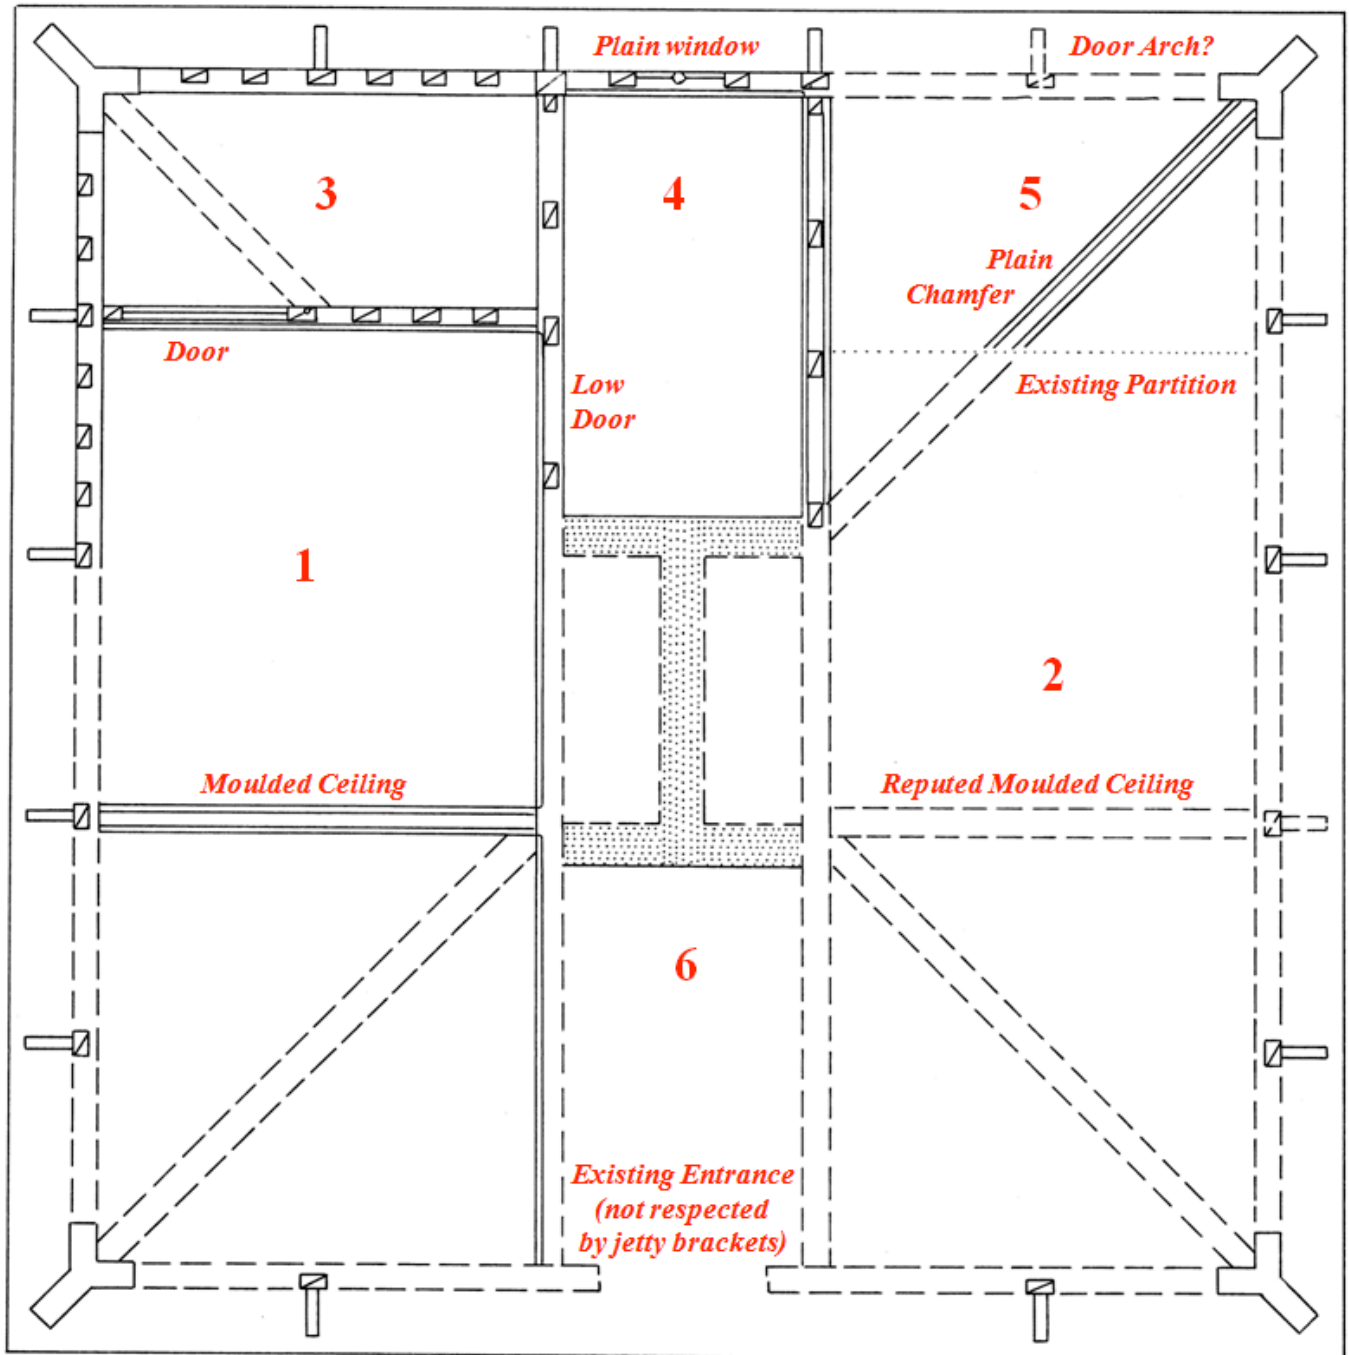 Plain window
Door Arch?
3
4
5
Plain
Chamfer
Door
Existing Partition
Low
Door
1
2
Moulded Ceiling
Reputed Moulded Ceiling
6
Existing Entrance
(not respected
by jetty brackets)